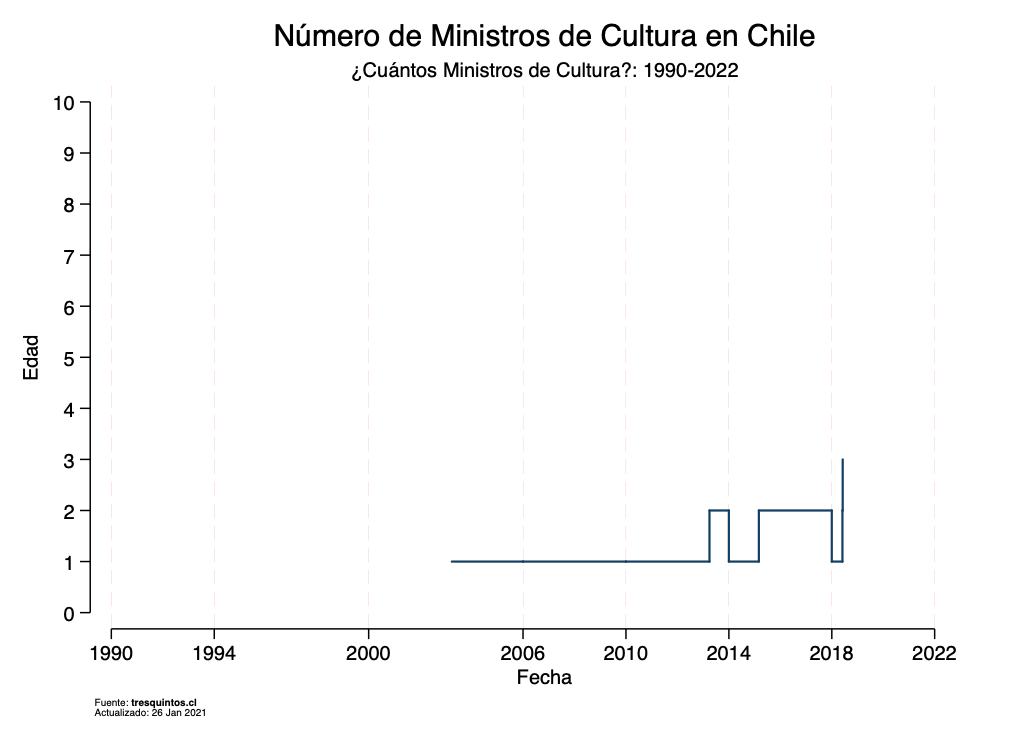 Número de Ministros de Cultura en Chile
¿Cuántos Ministros de Cultura?: 1990-2022
10
9
8
7
6
5
4
3
2
1
0
Edad
1990 1994 2000 2006 2010 2014 2018 2022
Fecha
Fuente: tresquintos.cl
Actualizado: 26 Jan 2021